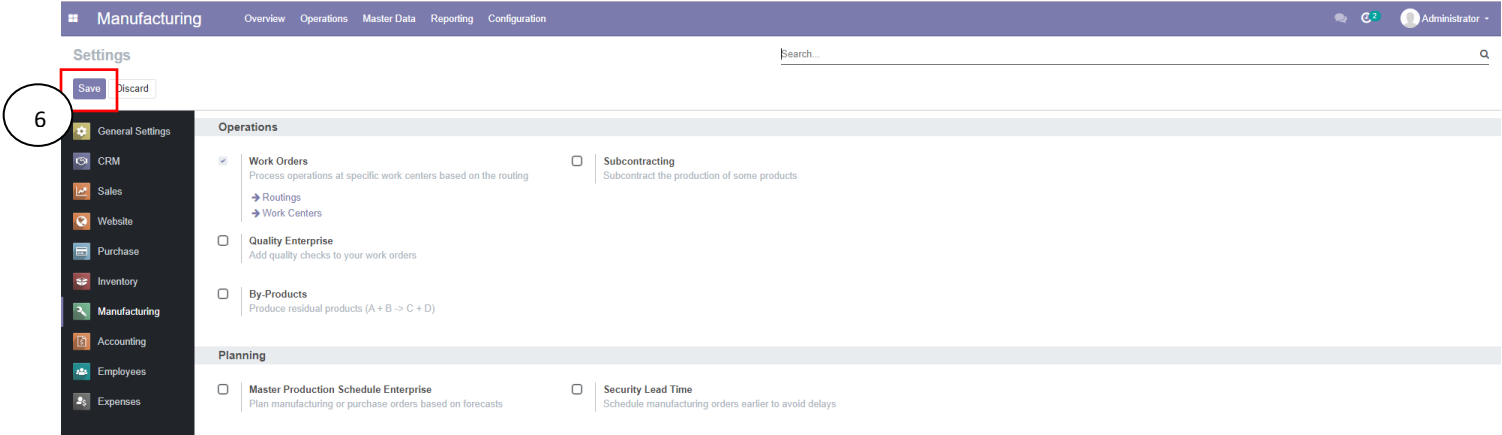 Manufacturing Overview Operations Master Data Reporting Configuration 2 Administrator
Settings Search...
Save Discard
6
General Settings
CRM
Sales
Website
Purchase
Inventory
Manufacturing
Accounting
Employees
Expenses
Operations
Work Orders
Process operations at specific work centers based on the routing
Routings
Work Centers
Subcontracting
Subcontract the production of some products
Quality Enterprise
Add quality checks to your work orders
By-Products
Produce residual products (A + B -> C + D)
Planning
Master Production Schedule Enterprise
Plan manufacturing or purchase orders based on forecasts
Security Lead Time
Schedule manufacturing orders earlier to avoid delays